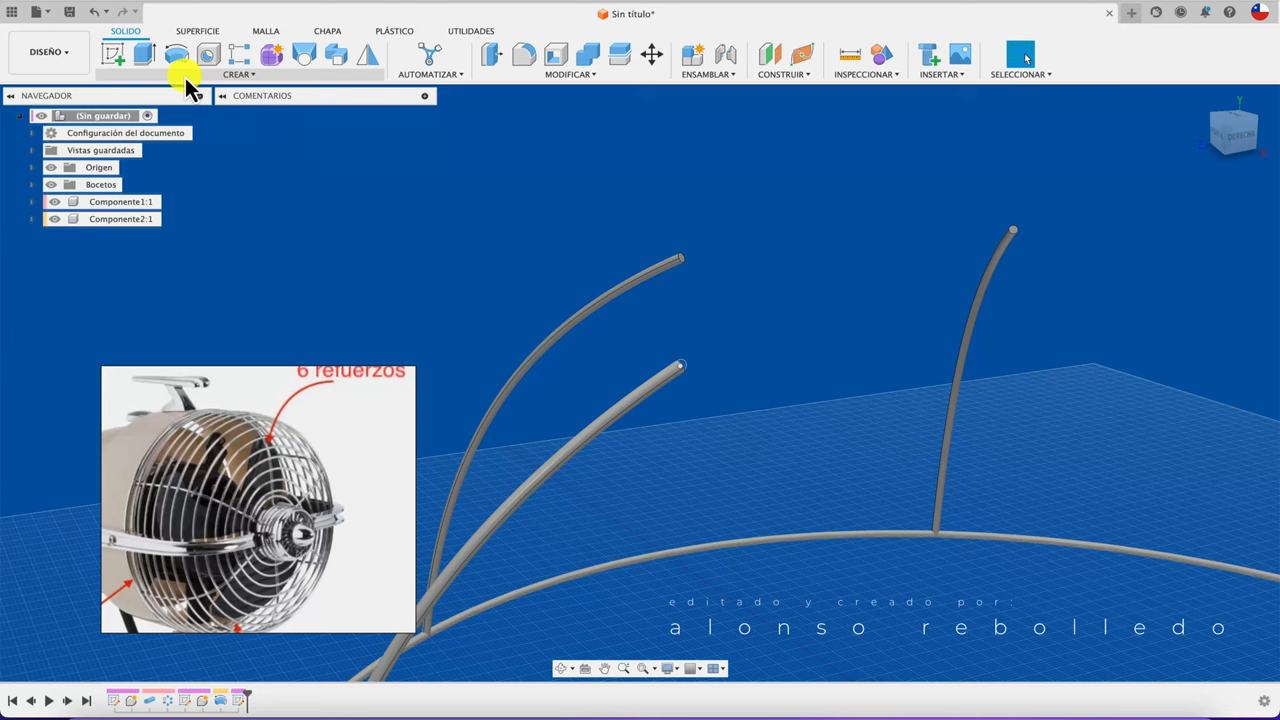 Sin título*
DISEÑO
SOLIDO
SUPERFICIE
MALLA
CHAPA
PLÁSTICO
UTILIDADES
CREAR
AUTOMATIZAR
MODIFICAR
ENSAMBLAR
CONSTRUIR
INSPECCIONAR
INSERTAR
SELECCIONAR
NAVEGADOR
COMENTARIOS
(Sin guardar)
Configuración del documento
Vistas guardadas
Origen
Bocetos
Componente1:1
Componente2:1
6 refuerzos
DERECHA
Y
Z
X
editado y creado por:
alonso rebolledo